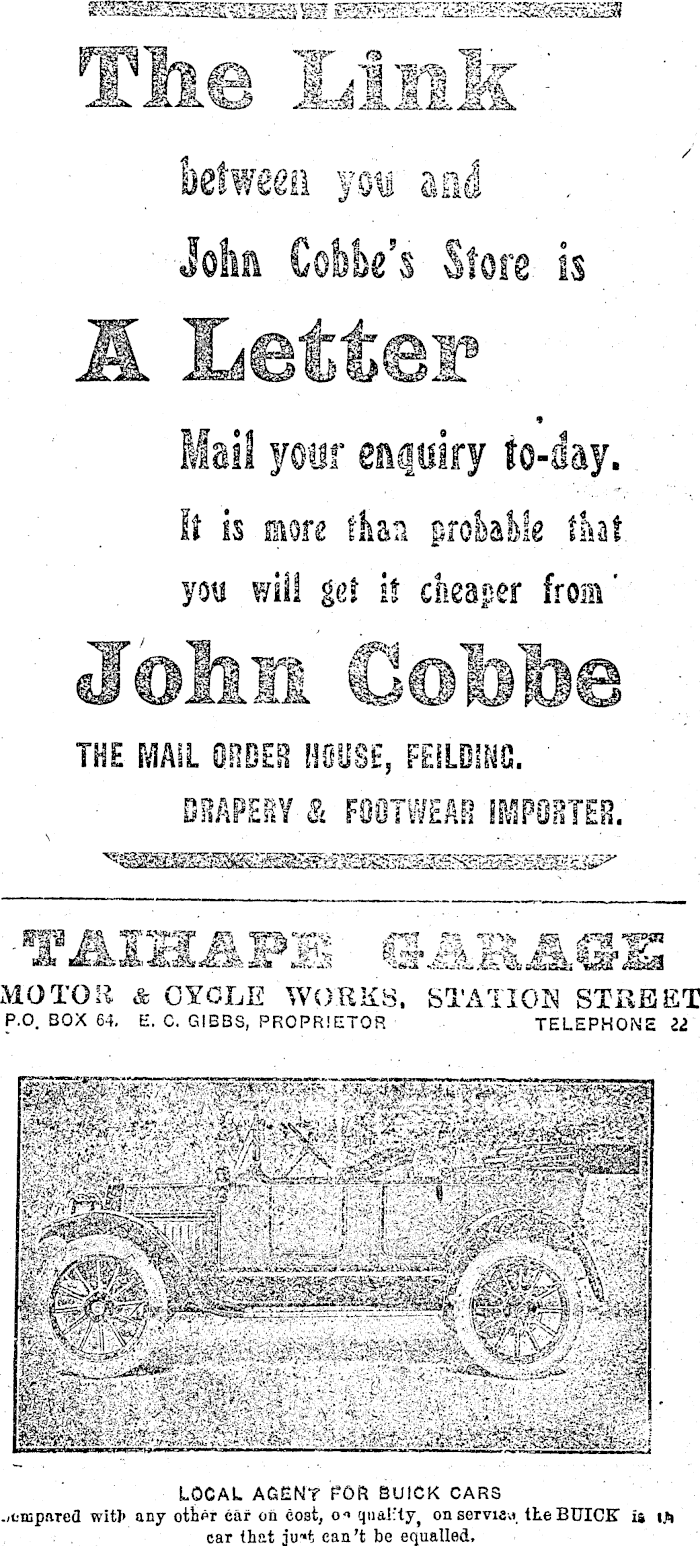 The Link
between you and
John Cobbe's Store is
A Letter
Mail your enquiry to-day.
It is more than probable that
you will get it cheaper from
John Cobbe
THE MAIL ORDER HOUSE, FEILDING.
DRAPERY & FOOTWEAR IMPORTER.
TAIHAPE GARAGE
MOTOR & CYCLE WORKS, STATION STREET
P.O. BOX 64. E. C. GIBBS, PROPRIETOR TELEPHONE 22
LOCAL AGENT FOR BUICK CARS
Compared with any other car on cost, on quality, on service, the BUICK is th
car that just can't be equalled.